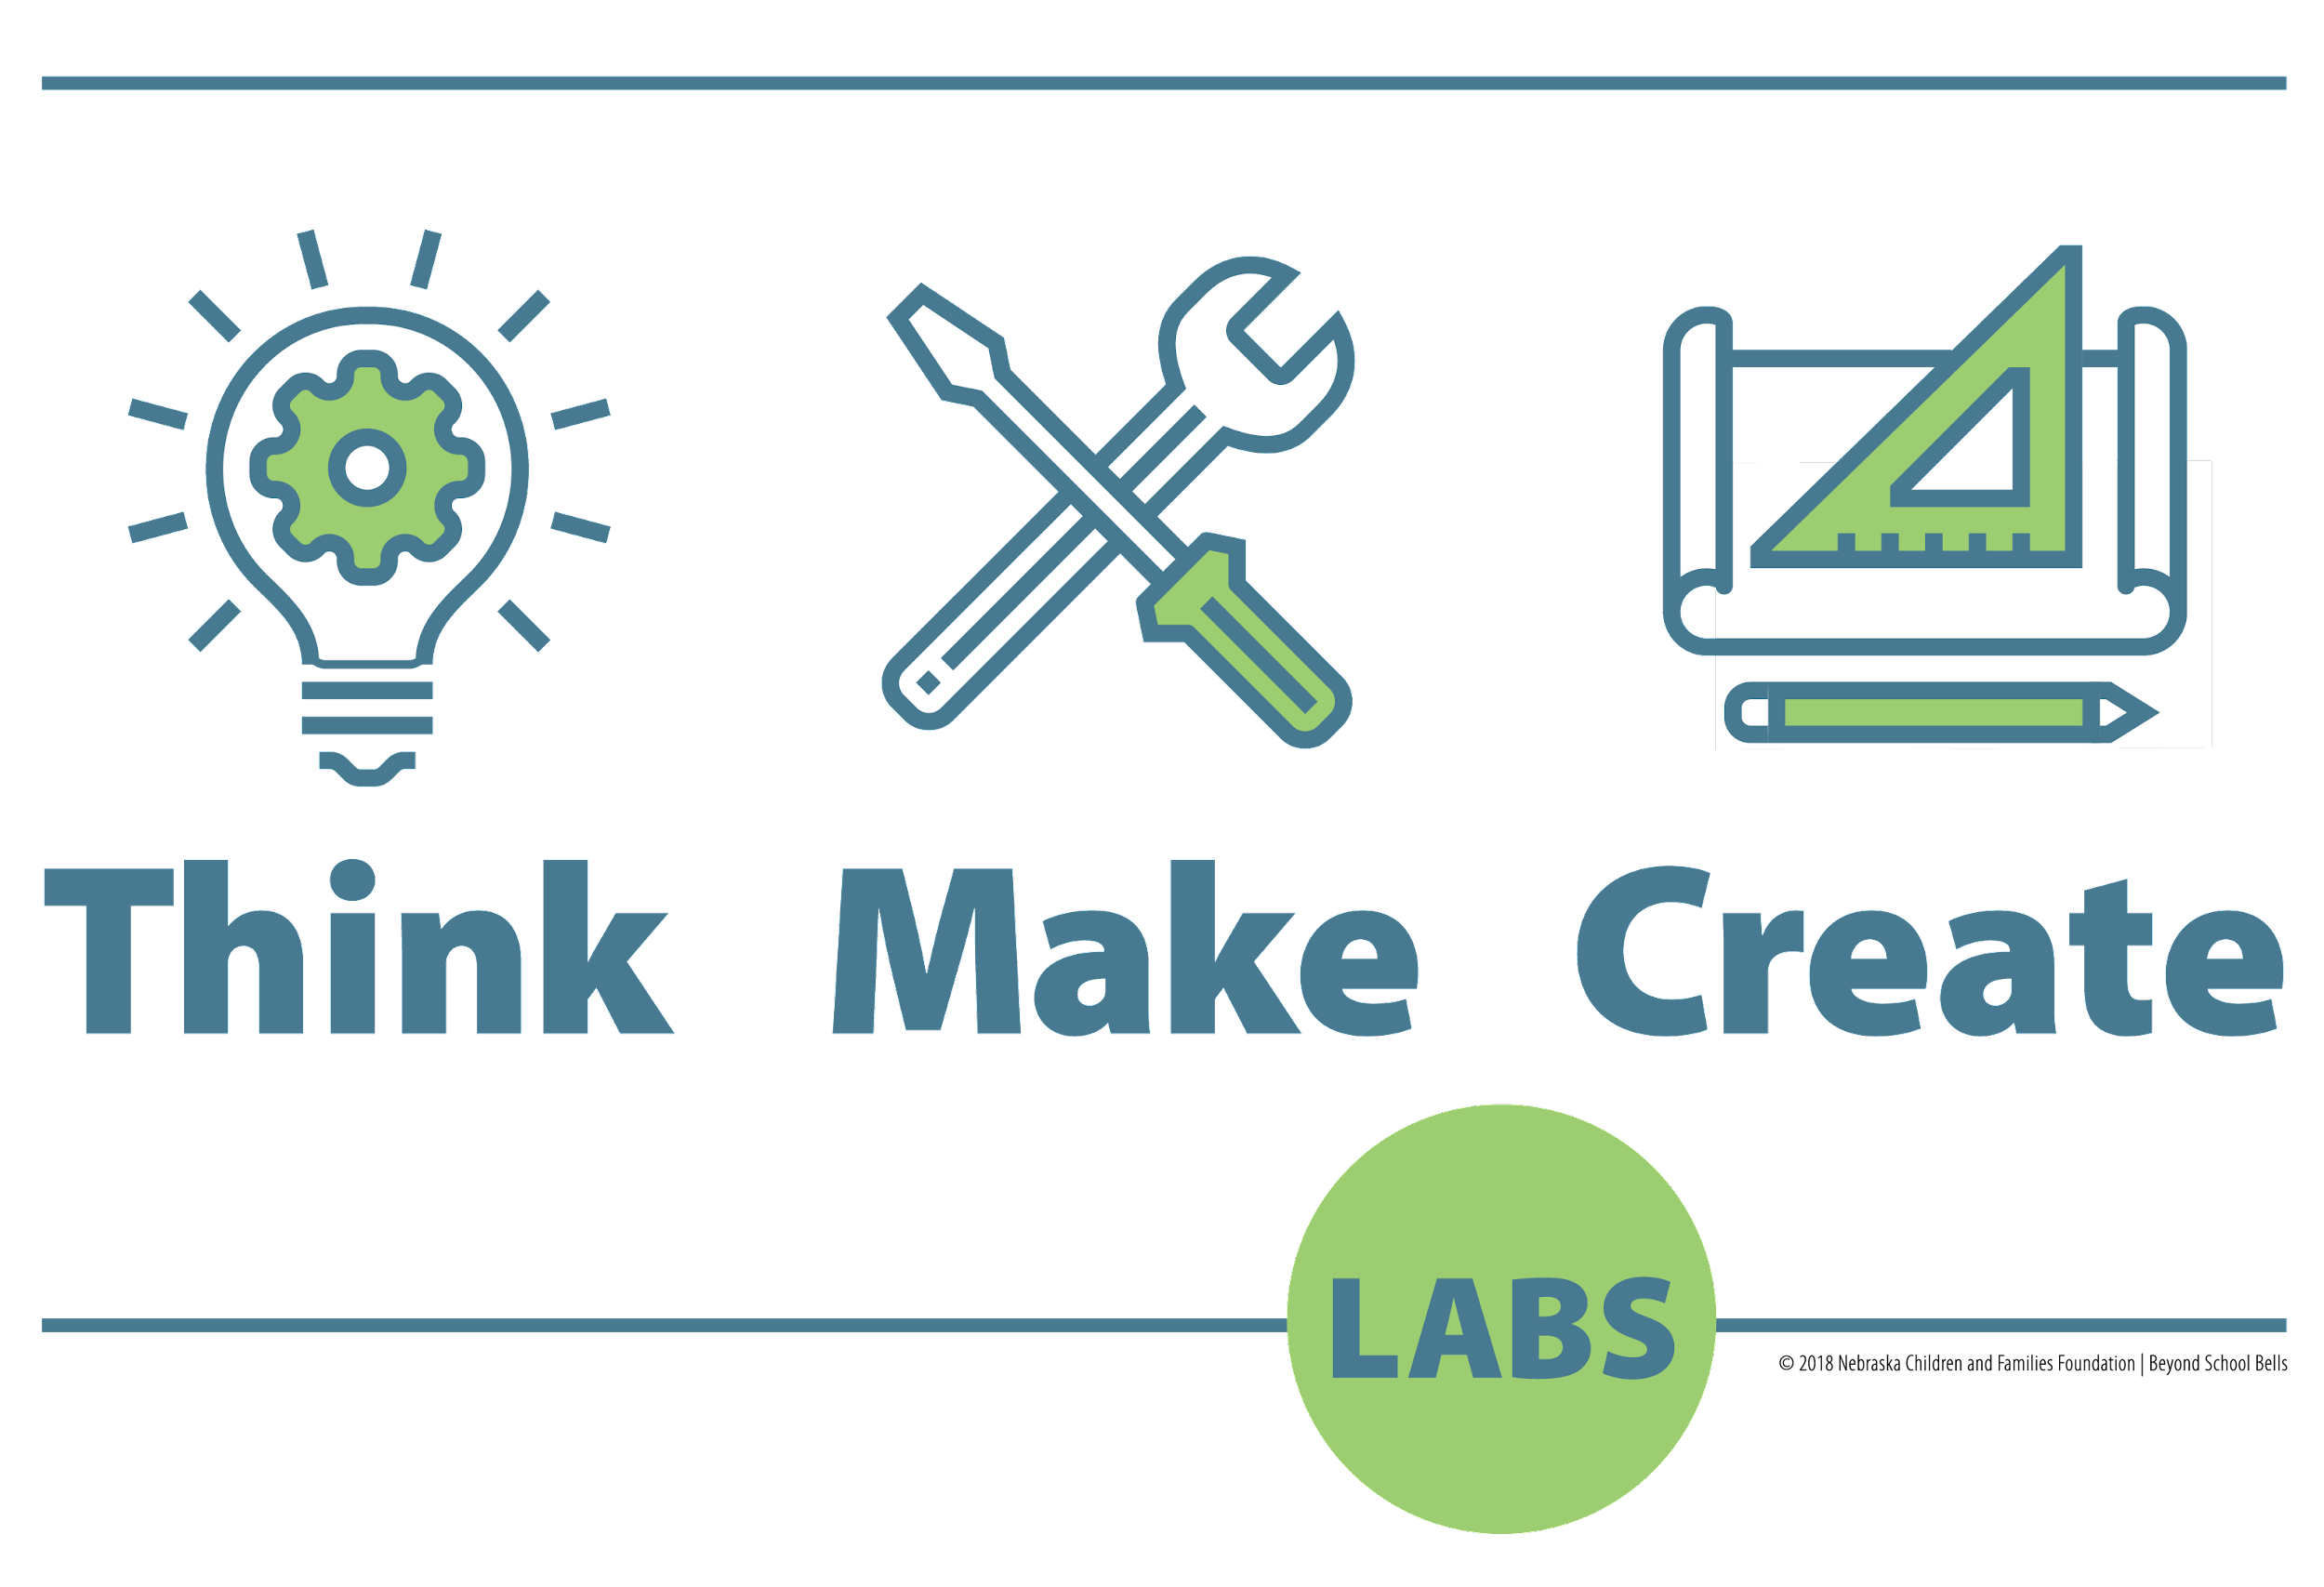 Think Make Create
LABS
© 2018 Nebraska Children and Families Foundation | Beyond School Bells